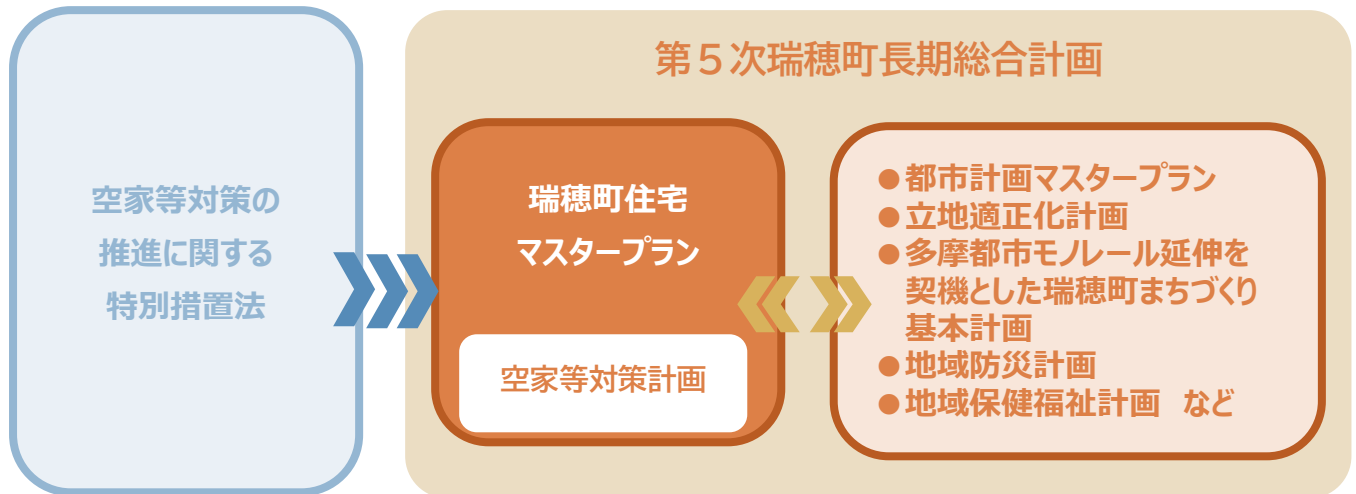 空家等対策の
推進に関する
特別措置法
第５次瑞穂町長期総合計画
瑞穂町住宅
マスタープラン
空家等対策計画
●都市計画マスタープラン
●立地適正化計画
●多摩都市モノレール延伸を
契機とした瑞穂町まちづくり
基本計画
●地域防災計画
●地域保健福祉計画　など